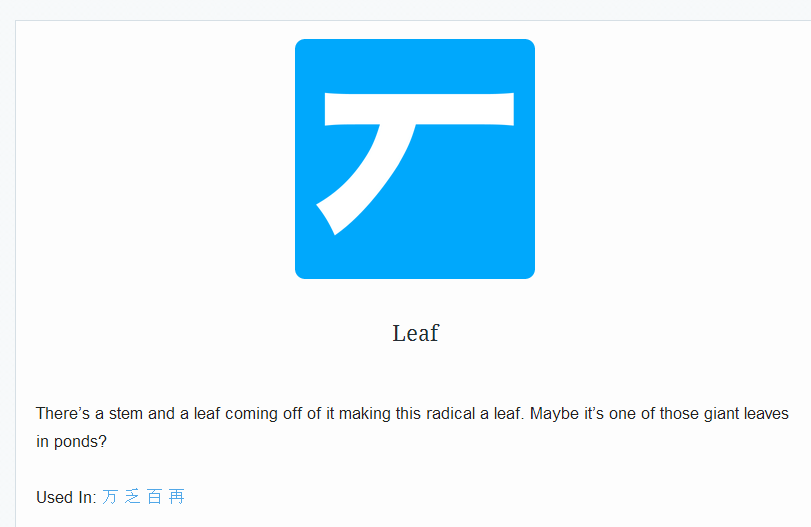 丆
Leaf
There’s a stem and a leaf coming off of it making this radical a leaf. Maybe it’s one of those giant leaves
in ponds?
Used In: 万 乏 百 再